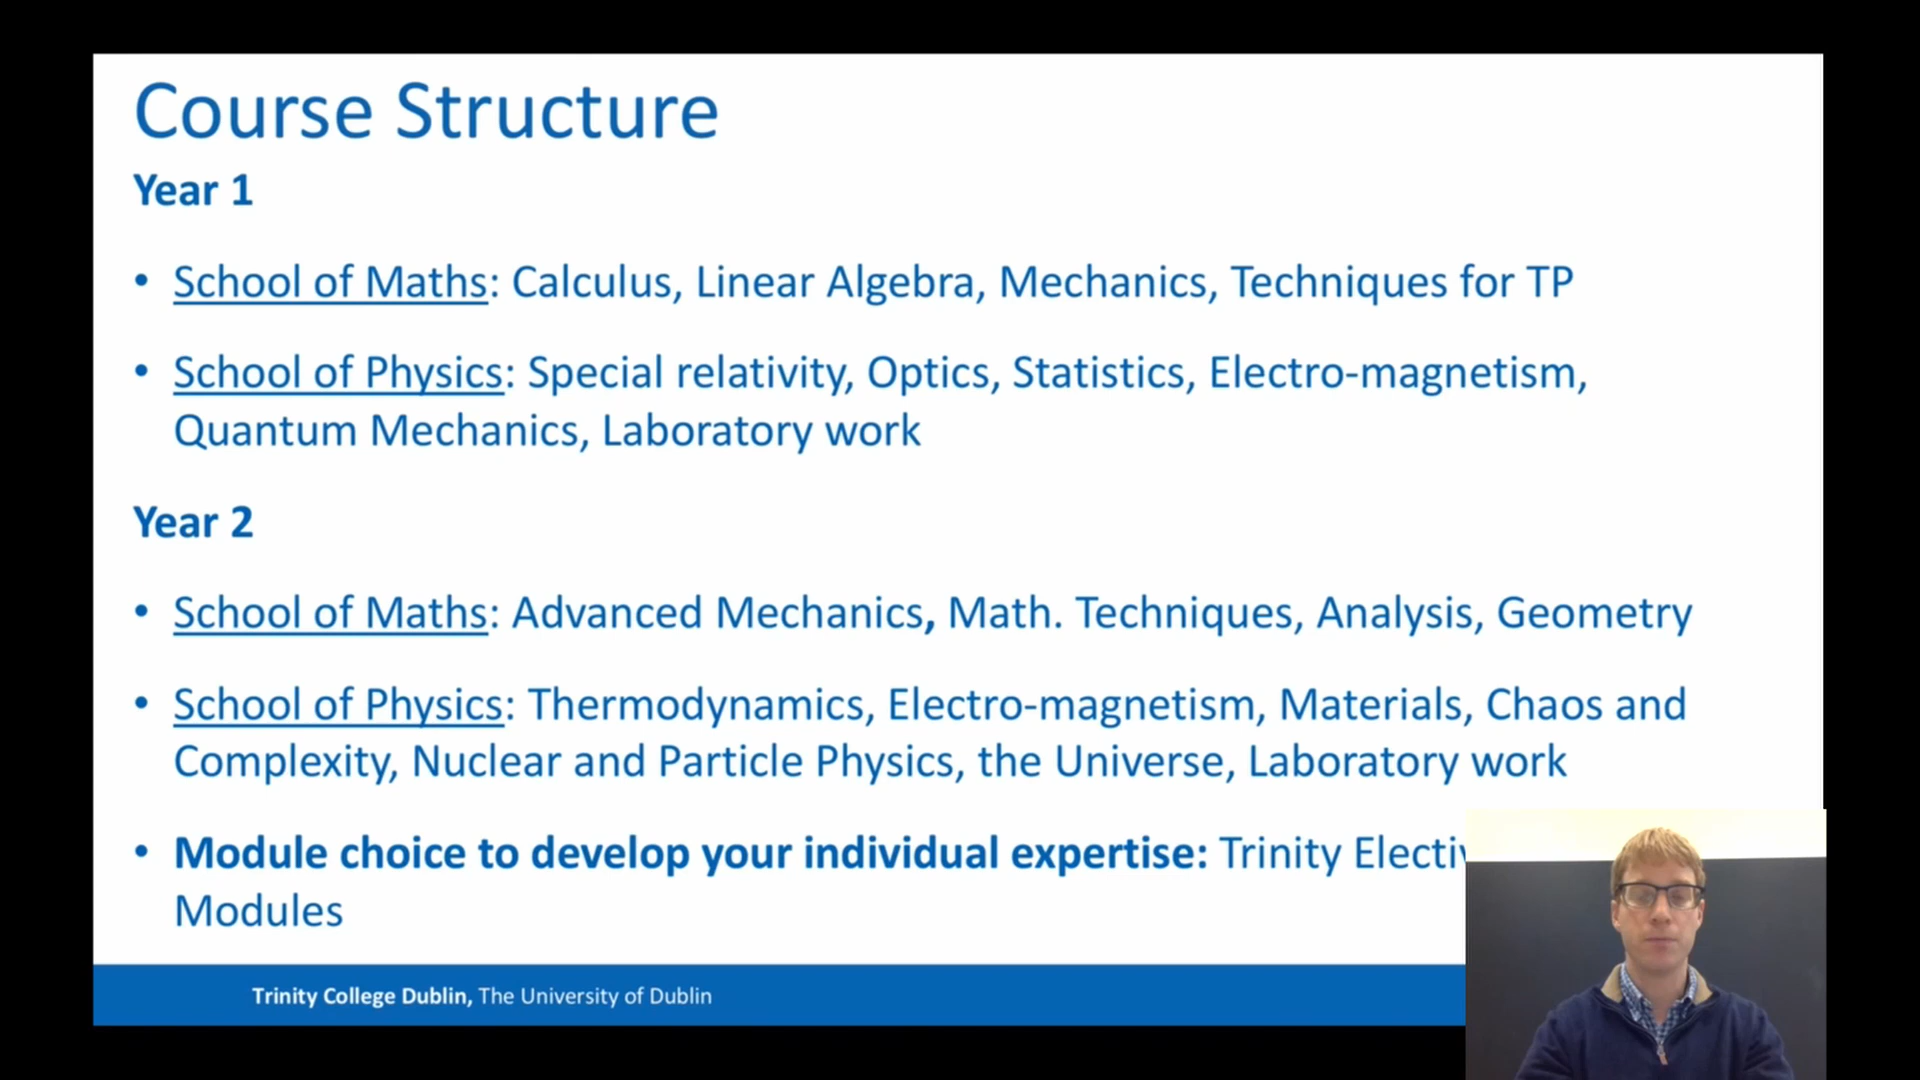 Course Structure
Year 1
• School of Maths: Calculus, Linear Algebra, Mechanics, Techniques for TP
• School of Physics: Special relativity, Optics, Statistics, Electro-magnetism,
Quantum Mechanics, Laboratory work
Year 2
• School of Maths: Advanced Mechanics, Math. Techniques, Analysis, Geometry
• School of Physics: Thermodynamics, Electro-magnetism, Materials, Chaos and
Complexity, Nuclear and Particle Physics, the Universe, Laboratory work
• Module choice to develop your individual expertise: Trinity
Modules
Trinity College Dublin, The University of Dublin